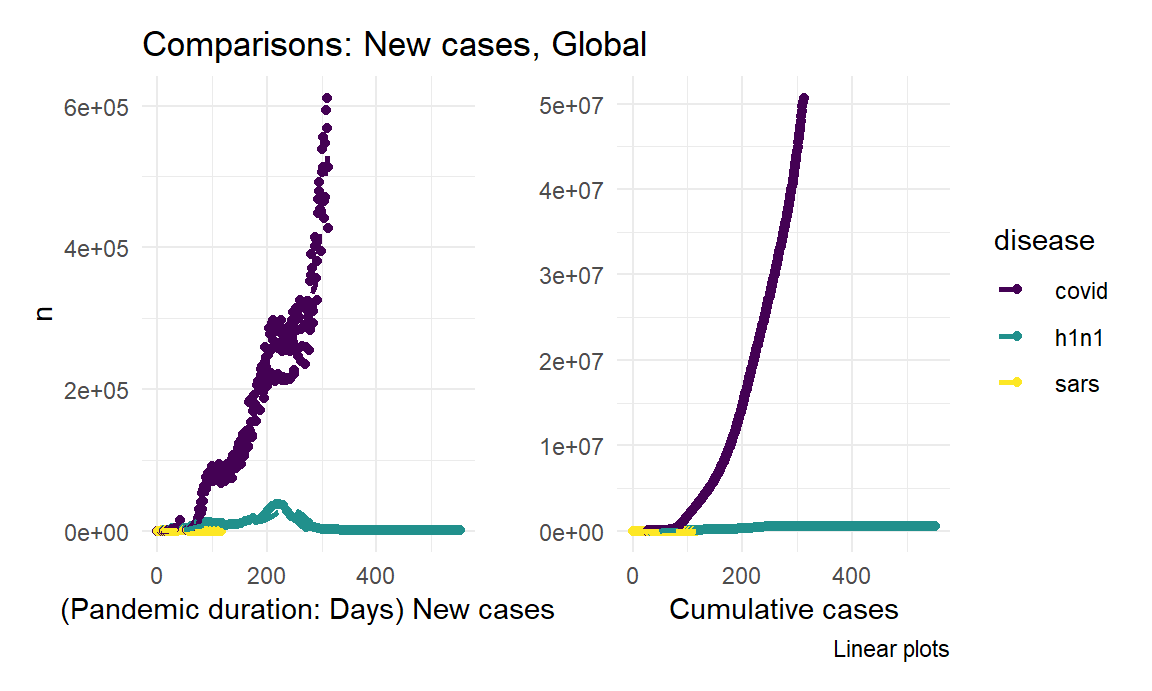 Comparisons: New cases, Global
n
6e+05
4e+05
2e+05
0e+00
0 200 400
(Pandemic duration: Days) New cases
5e+07
4e+07
3e+07
2e+07
1e+07
0e+00
0 200 400
Cumulative cases
Linear plots
disease
covid
h1n1
sars